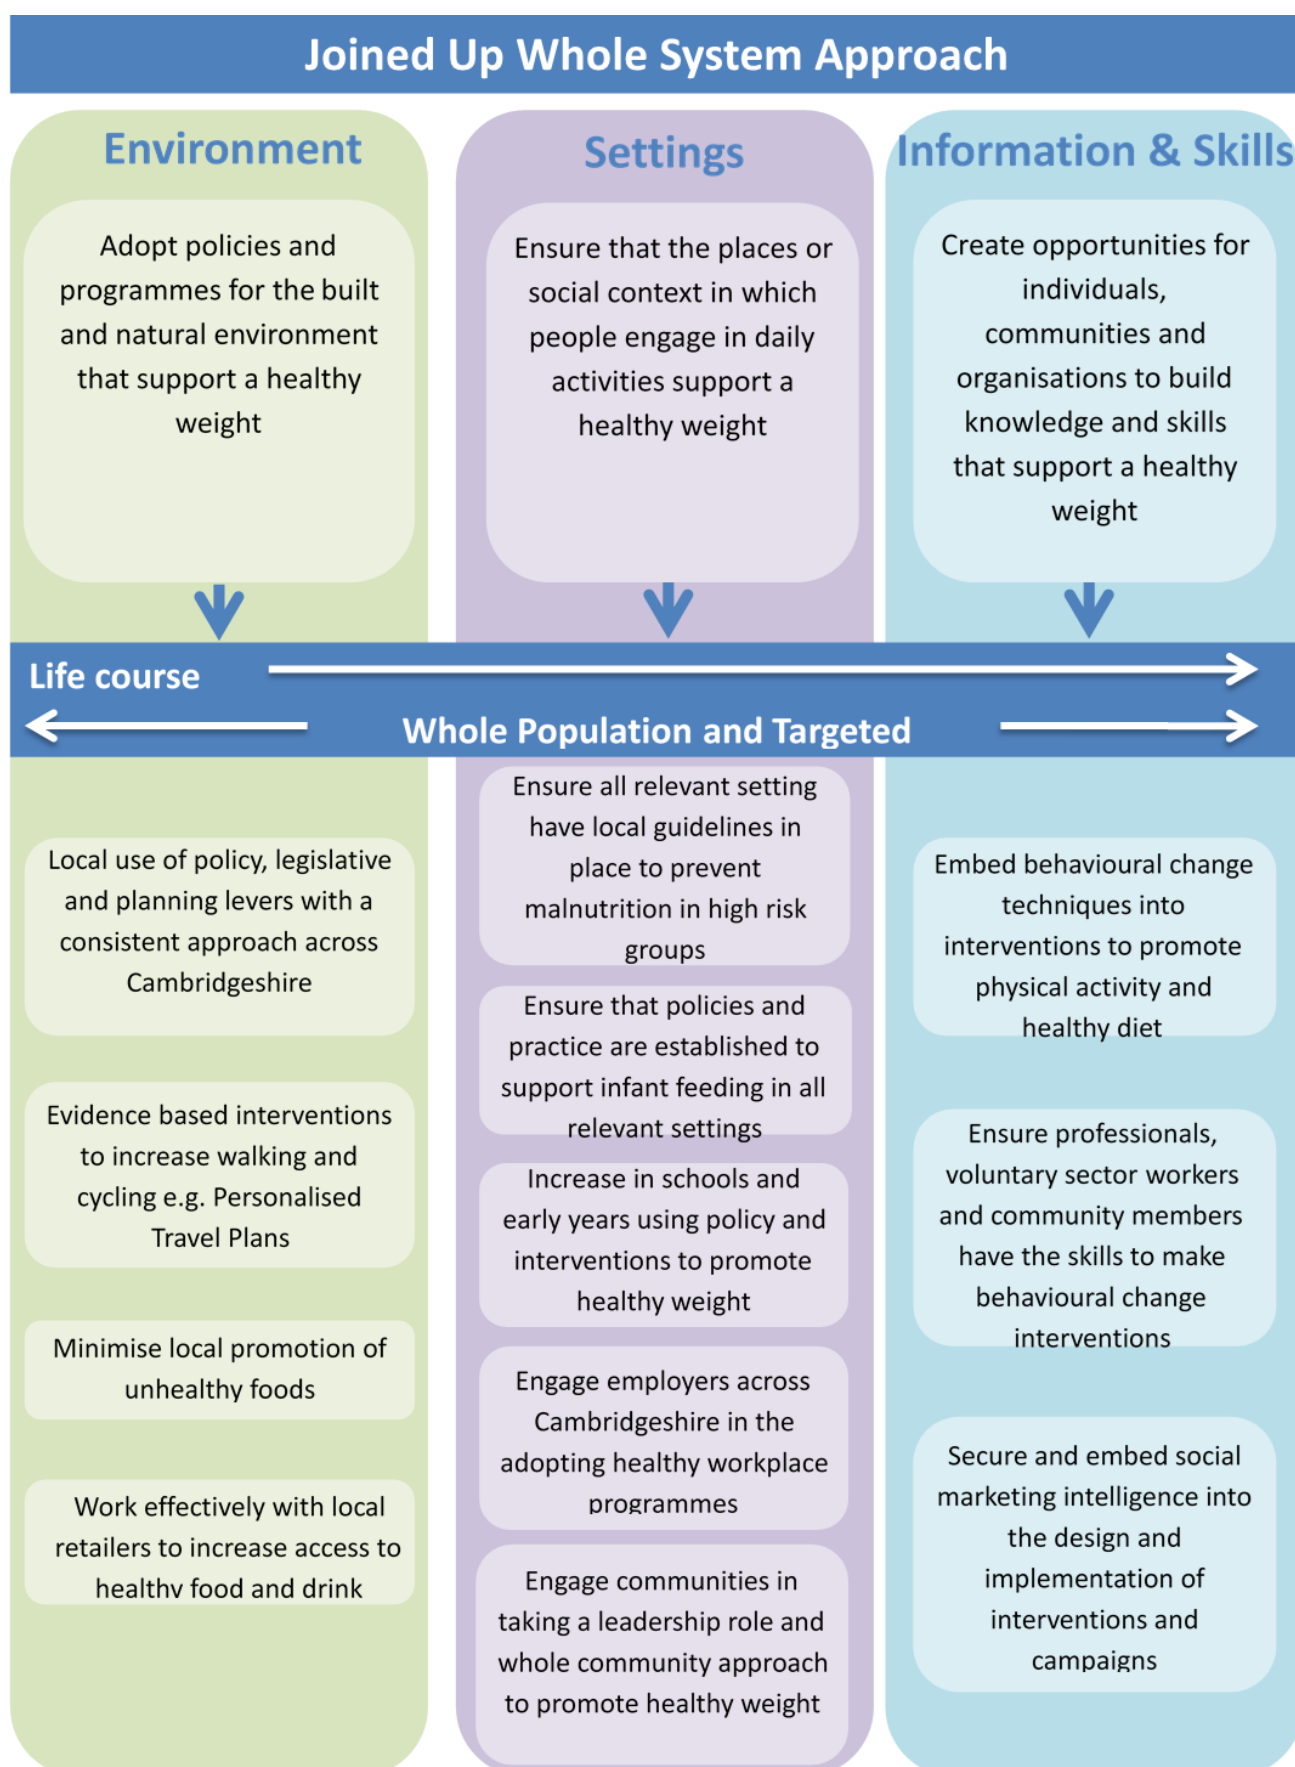 Joined Up Whole System Approach
Environment
Adopt policies and
programmes for the built
and natural environment
that support a healthy
weight
Settings
Ensure that the places or
social context in which
people engage in daily
activities support a
healthy weight
Information & Skills
Create opportunities for
individuals,
communities and
organisations to build
knowledge and skills
that support a healthy
weight
Life course
Whole Population and Targeted
Local use of policy, legislative
and planning levers with a
consistent approach across
Cambridgeshire
Evidence based interventions
to increase walking and
cycling e.g. Personalised
Travel Plans
Minimise local promotion of
unhealthy foods
Work effectively with local
retailers to increase access to
healthy food and drink
Ensure all relevant setting
have local guidelines in
place to prevent
malnutrition in high risk
groups
Ensure that policies and
practice are established to
support infant feeding in all
relevant settings
Increase in schools and
early years using policy and
interventions to promote
healthy weight
Engage employers across
Cambridgeshire in the
adopting healthy workplace
programmes
Engage communities in
taking a leadership role and
whole community approach
to promote healthy weight
Embed behavioural change
techniques into
interventions to promote
physical activity and
healthy diet
Ensure professionals,
voluntary sector workers
and community members
have the skills to make
behavioural change
interventions
Secure and embed social
marketing intelligence into
the design and
implementation of
interventions and
campaigns